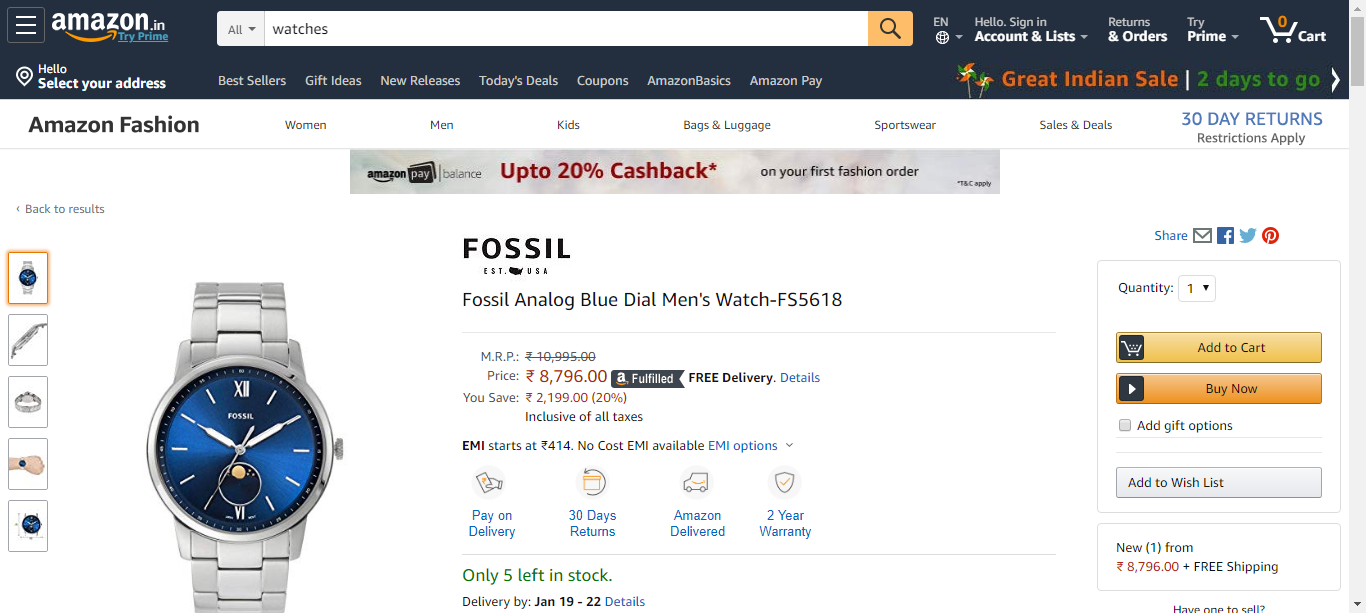 amazon.in
Try Prime
All
watches
EN
Hello. Sign in
Account & Lists
Returns
& Orders
Try
Prime
0
Cart
Hello
Select your address
Best Sellers
Gift Ideas
New Releases
Today's Deals
Coupons
AmazonBasics
Amazon Pay
Great Indian Sale | 2 days to go
Amazon Fashion
Women
Men
Kids
Bags & Luggage
Sportswear
Sales & Deals
30 DAY RETURNS
Restrictions Apply
amazon pay | balance
Upto 20% Cashback*
on your first fashion order
*T&C apply
‹ Back to results
Share
FOSSIL
EST. USA
Fossil Analog Blue Dial Men's Watch-FS5618
M.R.P.: ₹ 10,995.00
Price: ₹ 8,796.00 a Fulfilled FREE Delivery. Details
You Save: ₹ 2,199.00 (20%)
Inclusive of all taxes
EMI starts at ₹414. No Cost EMI available EMI options
Pay on
Delivery
30 Days
Returns
Amazon
Delivered
2 Year
Warranty
Only 5 left in stock.
Delivery by: Jan 19 - 22 Details
XII
FOSSIL
VI
Quantity: 1
Add to Cart
Buy Now
Add gift options
Add to Wish List
New (1) from
₹ 8,796.00 + FREE Shipping
Have one to sell?